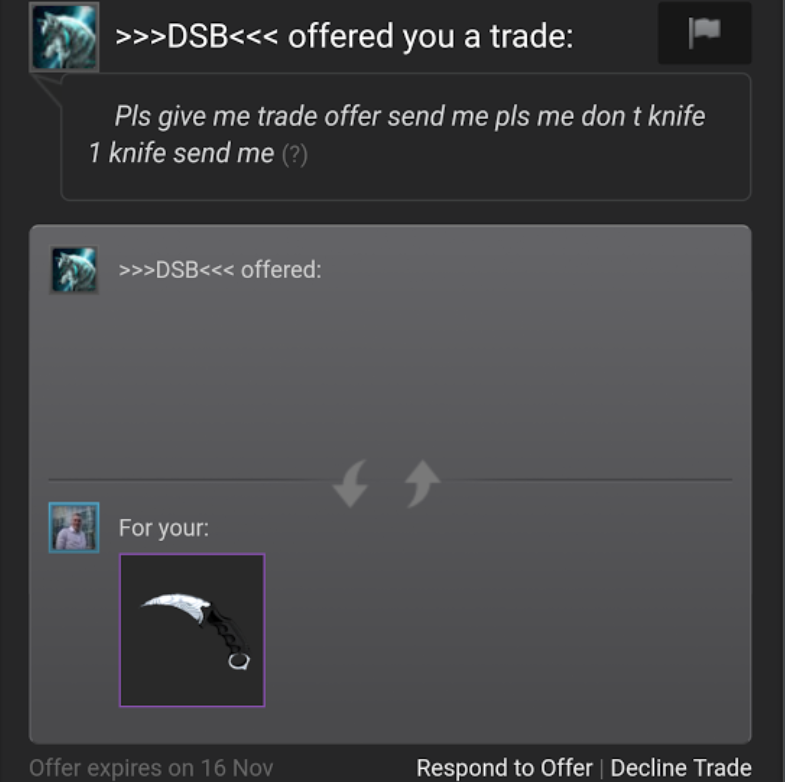 >>>DSB<<< offered you a trade:
Pls give me trade offer send me pls me don t knife
1 knife send me (?)
>>>DSB<<< offered:
For your:
Offer expires on 16 Nov
Respond to Offer | Decline Trade